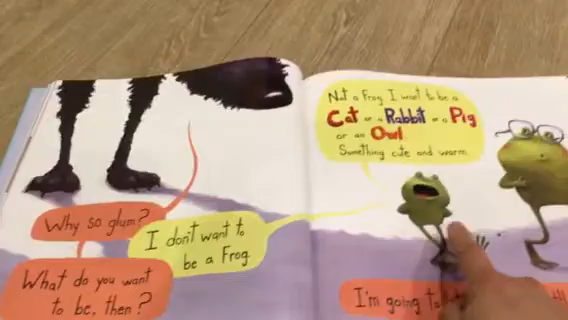 Why so glum?
I don't want to
be a Frog.
What do you want
to be, then?
Not a Frog. I want to be a
Cat or a Rabbit or a Pig
or an Owl.
Something cute and warm.
I'm going to